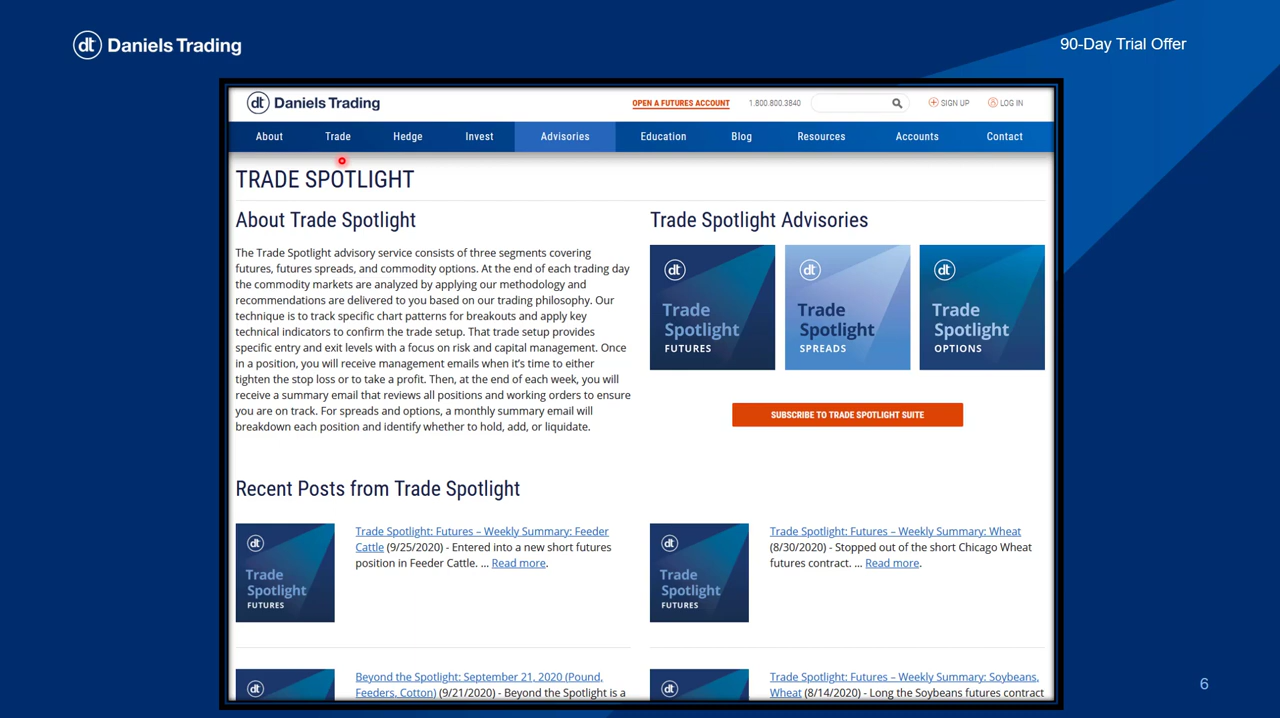 dt Daniels Trading
90-Day Trial Offer
dt Daniels Trading
OPEN A FUTURES ACCOUNT
1.800.800.3840
SIGN UP
LOG IN
About
Trade
Hedge
Invest
Advisories
Education
Blog
Resources
Accounts
Contact
TRADE SPOTLIGHT
About Trade Spotlight
The Trade Spotlight advisory service consists of three segments covering
futures, futures spreads, and commodity options. At the end of each trading day
the commodity markets are analyzed by applying our methodology and
recommendations are delivered to you based on our trading philosophy. Our
technique is to track specific chart patterns for breakouts and apply key
technical indicators to confirm the trade setup. That trade setup provides
specific entry and exit levels with a focus on risk and capital management. Once
in a position, you will receive management emails when it's time to either
tighten the stop loss or to take a profit. Then, at the end of each week, you will
receive a summary email that reviews all positions and working orders to ensure
you are on track. For spreads and options, a monthly summary email will
breakdown each position and identify whether to hold, add, or liquidate.
Trade Spotlight Advisories
dt
Trade
Spotlight
FUTURES
dt
Trade
Spotlight
SPREADS
dt
Trade
Spotlight
OPTIONS
SUBSCRIBE TO TRADE SPOTLIGHT SUITE
Recent Posts from Trade Spotlight
dt
Trade
Spotlight
FUTURES
Trade Spotlight: Futures – Weekly Summary: Feeder
Cattle (9/25/2020) - Entered into a new short futures
position in Feeder Cattle. ... Read more.
dt
Trade
Spotlight
FUTURES
Trade Spotlight: Futures – Weekly Summary: Wheat
(8/30/2020) - Stopped out of the short Chicago Wheat
futures contract. ... Read more.
dt
Beyond the Spotlight: September 21, 2020 (Pound,
Feeders, Cotton) (9/21/2020) - Beyond the Spotlight is a
dt
Trade Spotlight: Futures – Weekly Summary: Soybeans,
Wheat (8/14/2020) - Long the Soybeans futures contract
6